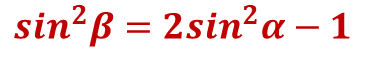 sin²β = 2sin²α − 1